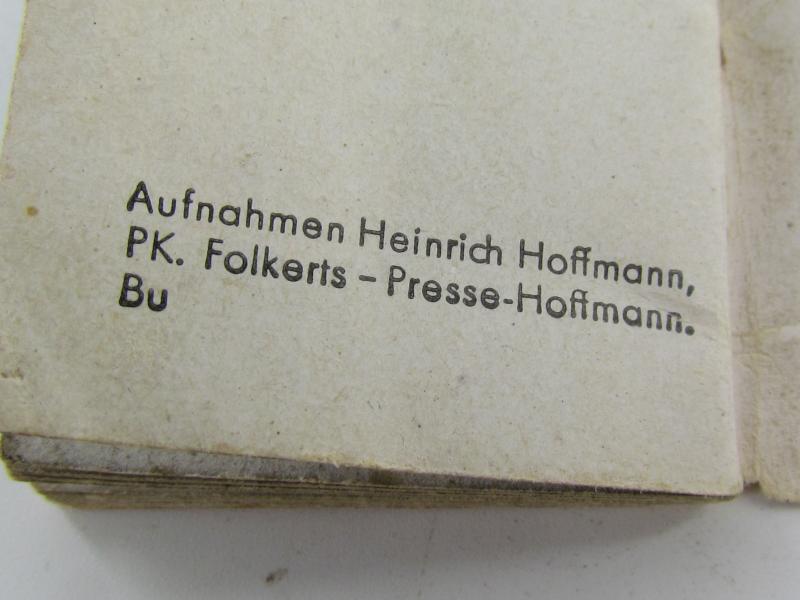 Aufnahmen Heinrich Hoffmann,
PK. Folkerts – Presse-Hoffmann.
Bu